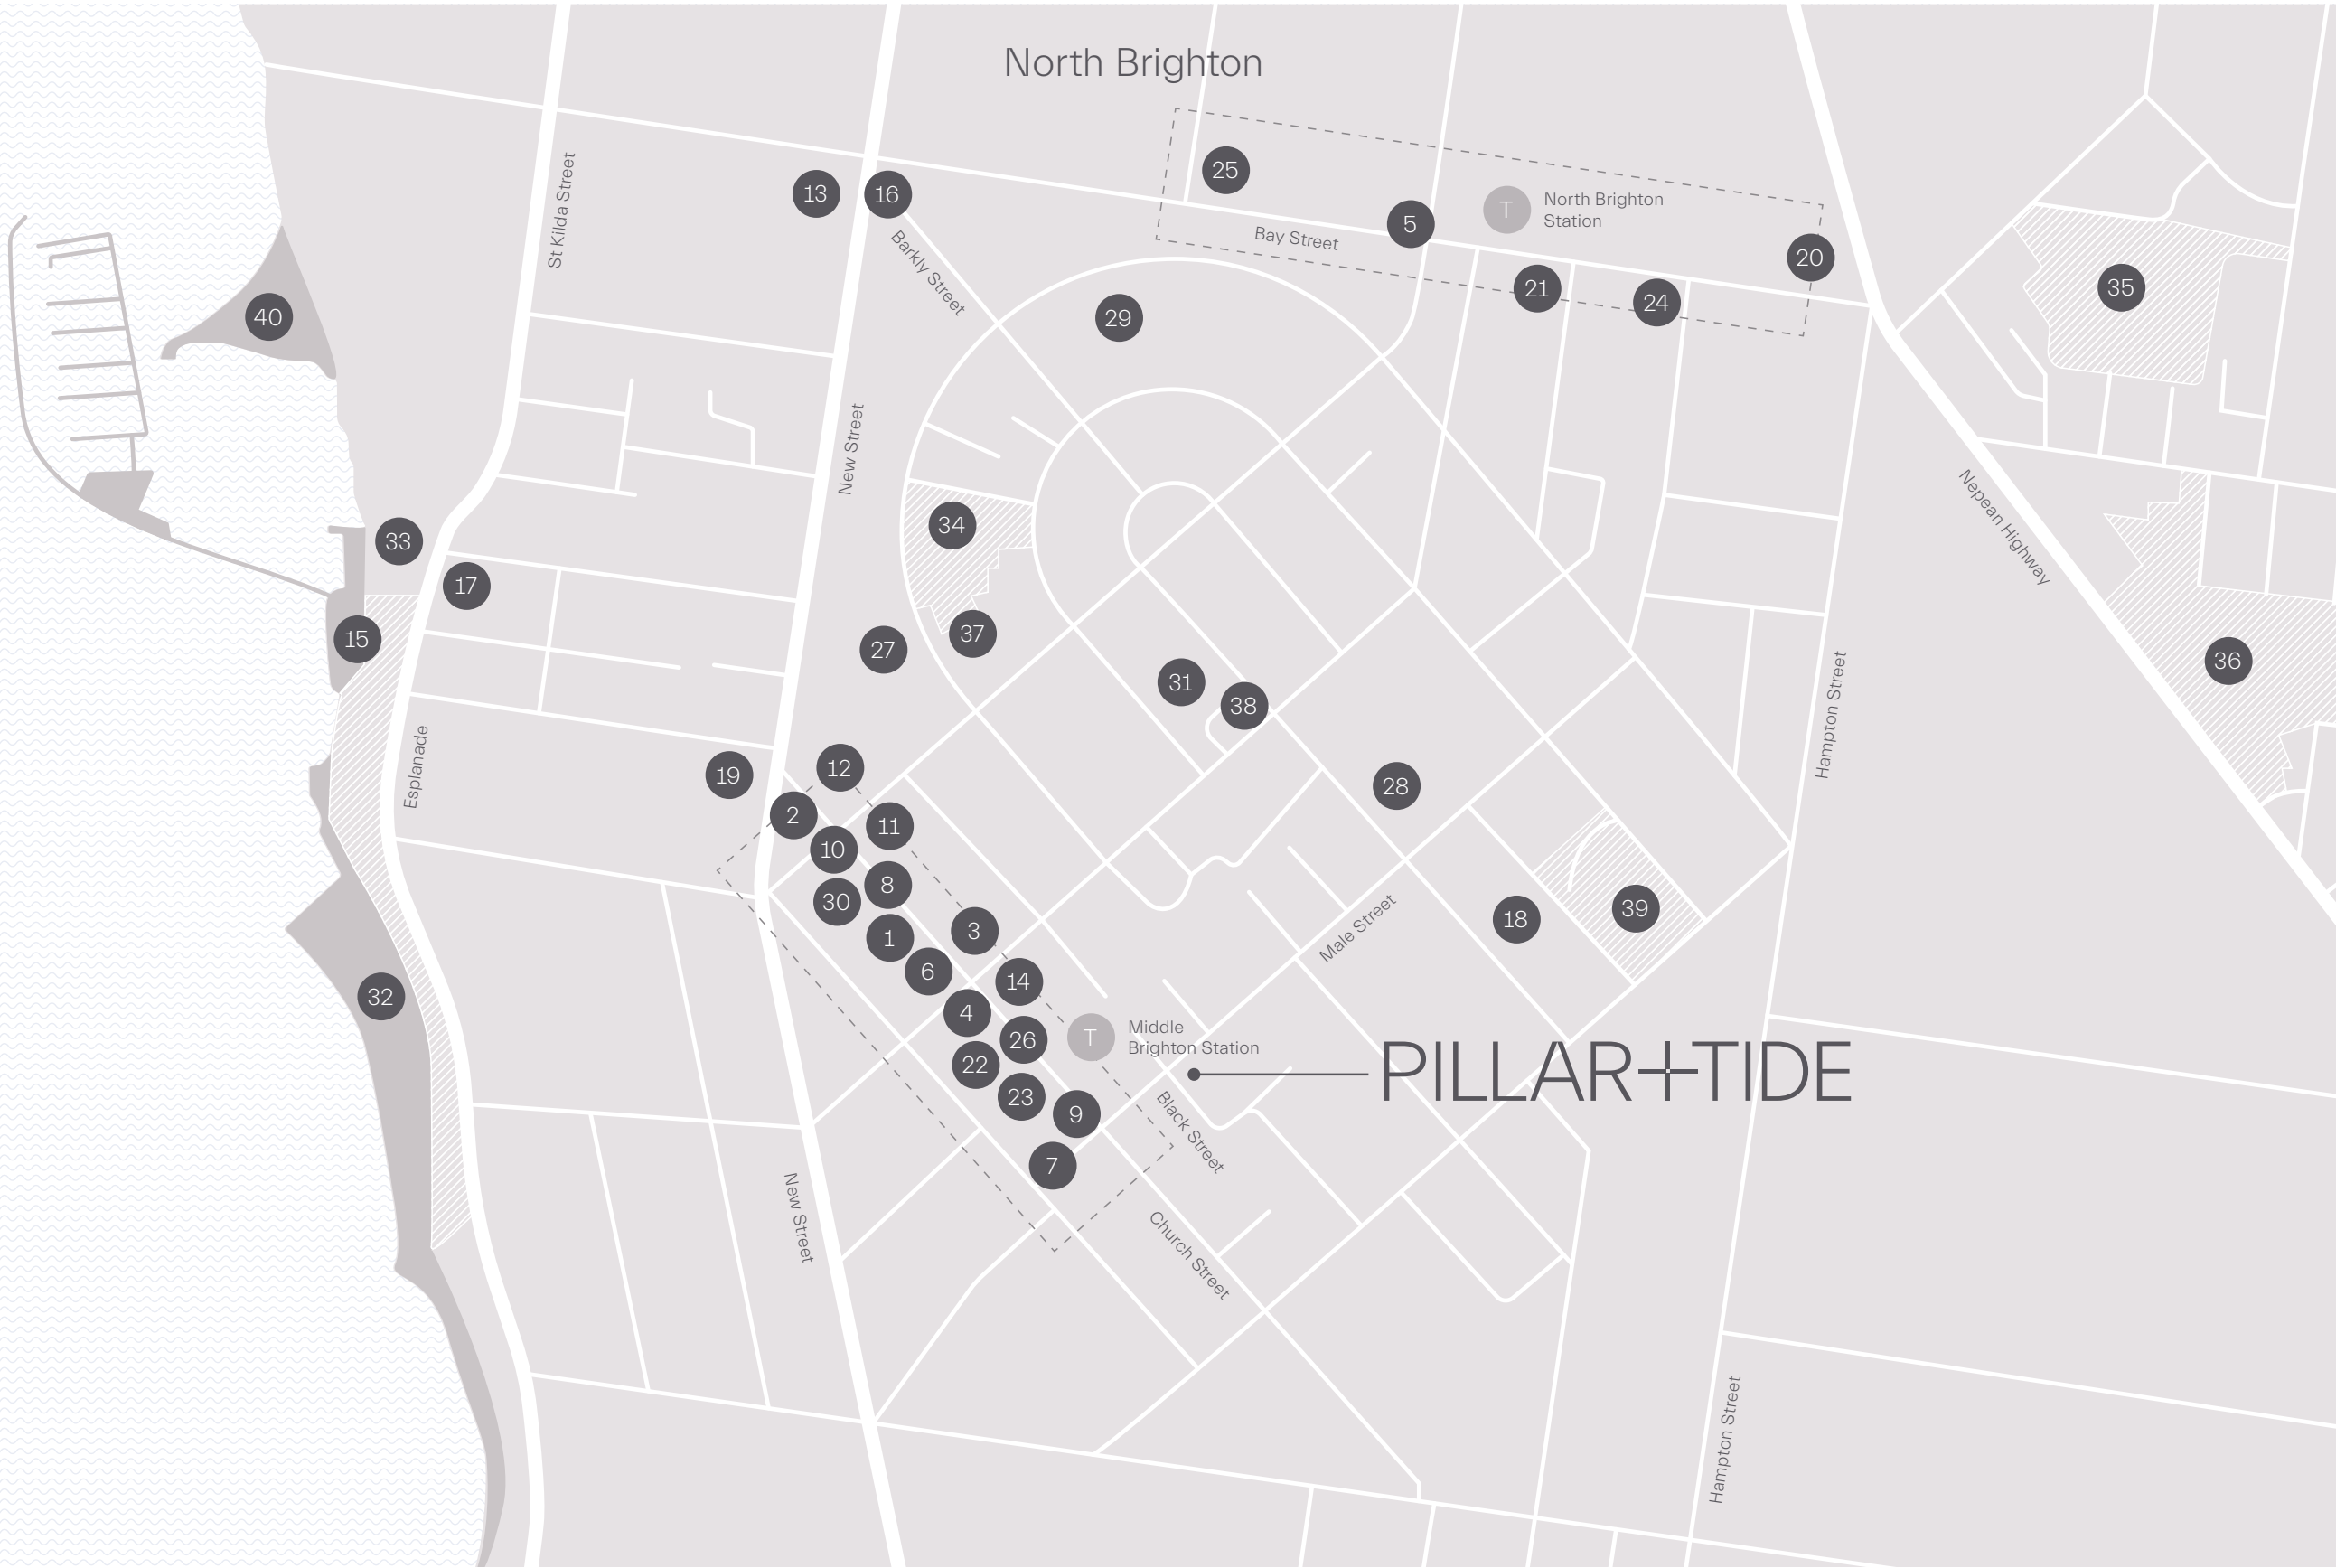 North Brighton
St Kilda Street
13
16
Barkly Street
25
5
T
North Brighton
Station
Bay Street
20
21
24
35
40
29
New Street
34
33
17
15
27
37
31
38
Nepean Highway
36
Hampton Street
Esplanade
19
12
2
11
10
8
30
1
3
6
14
4
26
22
23
9
7
T
Middle
Brighton Station
28
18
39
Male Street
32
PILLAR+TIDE
Black Street
Church Street
New Street
Hampton Street